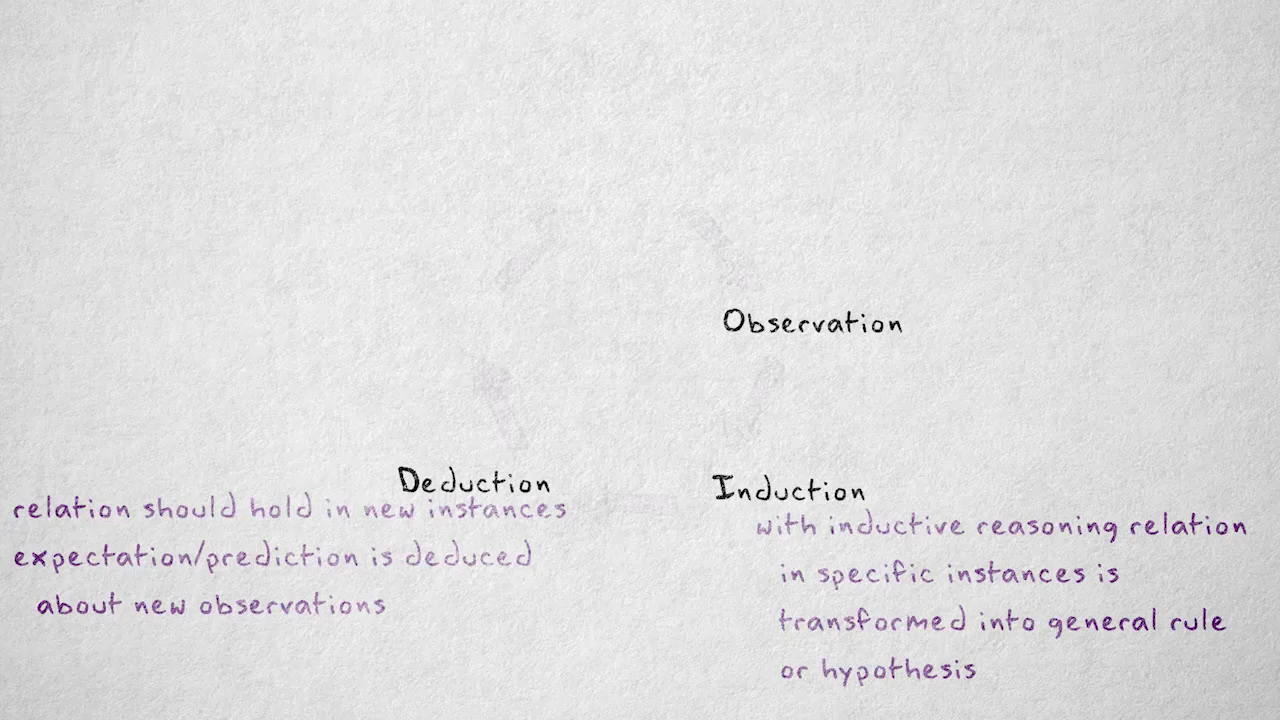 Observation
Deduction
relation should hold in new instances
expectation/prediction is deduced
about new observations
Induction
with inductive reasoning relation
in specific instances is
transformed into general rule
or hypothesis